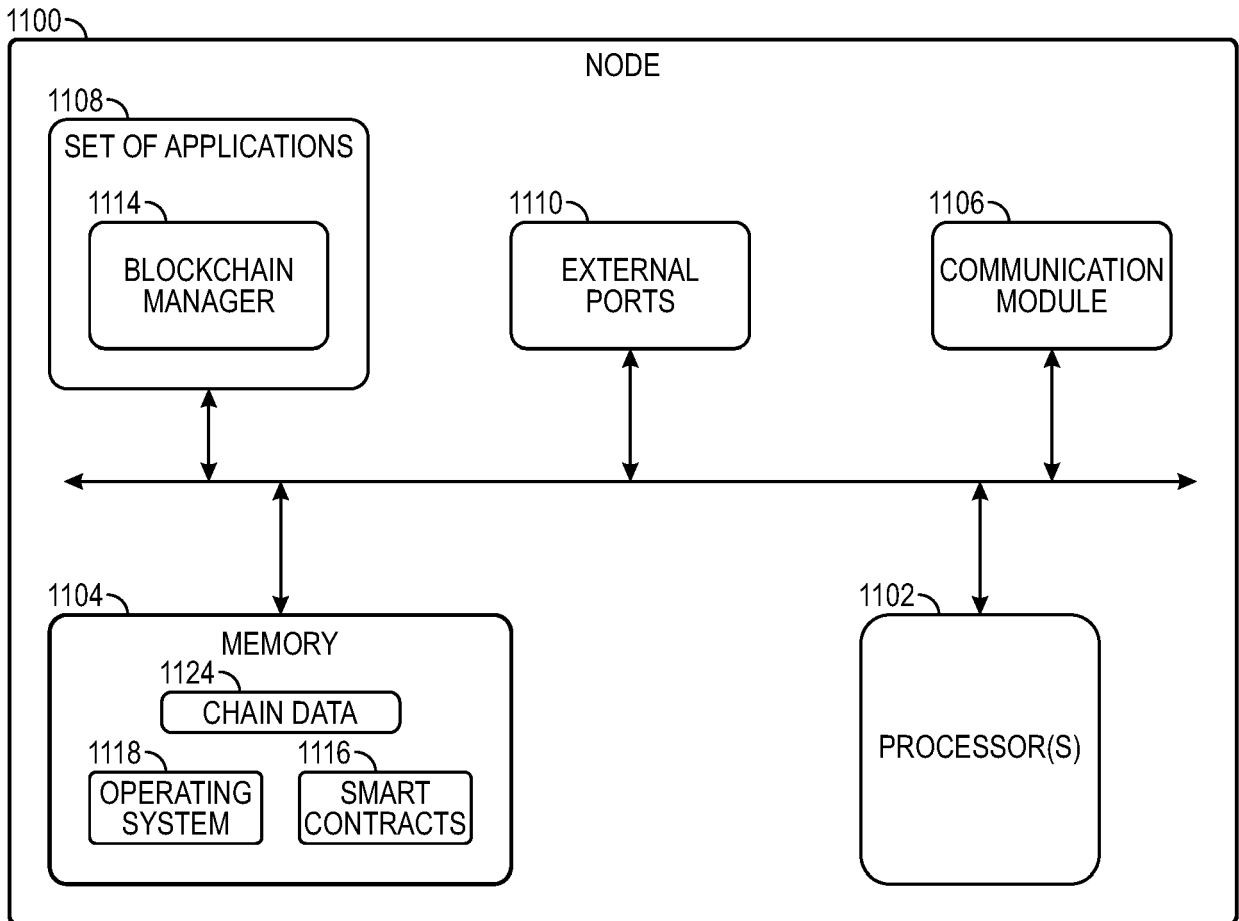 1100
NODE
1108
SET OF APPLICATIONS
1114
BLOCKCHAIN
MANAGER
1110
EXTERNAL
PORTS
1106
COMMUNICATION
MODULE
1104
MEMORY
1124
CHAIN DATA
1118
OPERATING
SYSTEM
1116
SMART
CONTRACTS
1102
PROCESSOR(S)